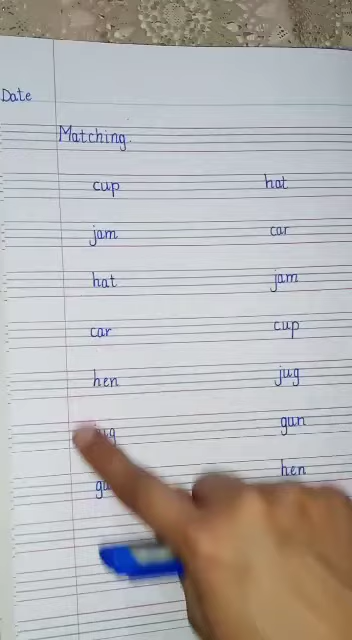 Date
Matching.
cup hat
jam car
hat jam
car cup
hen jug
gun
hen